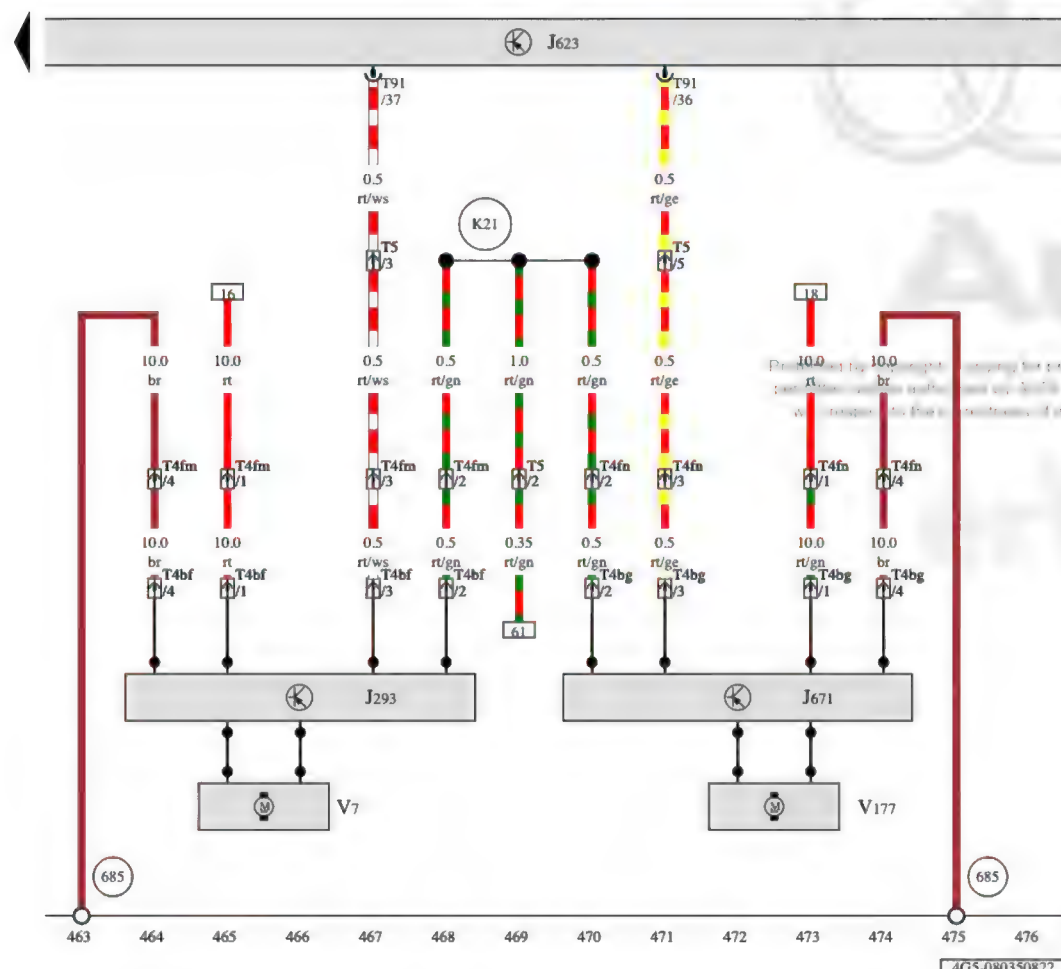 J623
T91 T91
/37 /36
0.5 0.5
rt/ws rt/ge
K21
T5 T5
/3 /5
16 18
10.0 10.0 0.5 0.5 1.0 0.5 0.5 10.0 10.0
br rt rt/ws rt/gn rt/gn rt/gn rt/ge rt br
T4fm T4fm T4fm T4fm T5 T4fn T4fn T4fn T4fn
/4 /1 /3 /2 /2 /2 /3 /1 /4
10.0 10.0 0.5 0.5 0.35 0.5 0.5 10.0 10.0
br rt rt/ws rt/gn rt/gn rt/gn rt/ge rt/gn br
T4bf T4bf T4bf T4bf T4bg T4bg T4bg T4bg
/4 /1 /3 /2 /2 /3 /1 /4
61
J293 J671
M V7 M V177
685 685
463 464 465 466 467 468 469 470 471 472 473 474 475 476
4G5-080350822